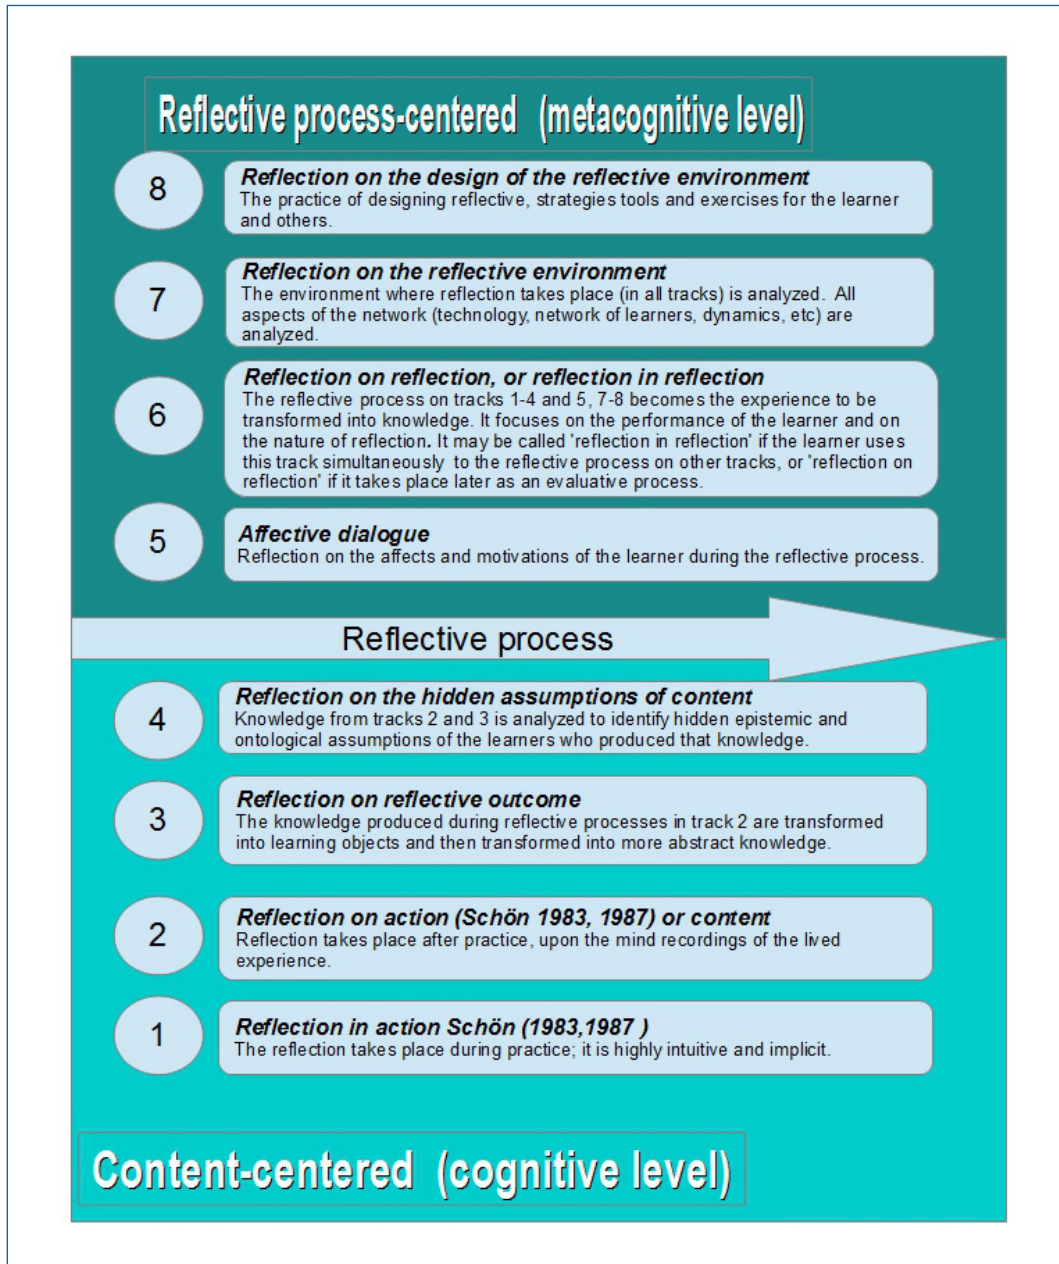 Reflective process-centered (metacognitive level)
8
Reflection on the design of the reflective environment
The practice of designing reflective, strategies tools and exercises for the learner
and others.
7
Reflection on the reflective environment
The environment where reflection takes place (in all tracks) is analyzed. All
aspects of the network (technology, network of learners, dynamics, etc) are
analyzed.
6
Reflection on reflection, or reflection in reflection
The reflective process on tracks 1-4 and 5, 7-8 becomes the experience to be
transformed into knowledge. It focuses on the performance of the learner and on
the nature of reflection. It may be called 'reflection in reflection' if the learner uses
this track simultaneously to the reflective process on other tracks, or 'reflection on
reflection' if it takes place later as an evaluative process.
5
Affective dialogue
Reflection on the affects and motivations of the learner during the reflective process.
Reflective process
4
Reflection on the hidden assumptions of content
Knowledge from tracks 2 and 3 is analyzed to identify hidden epistemic and
ontological assumptions of the learners who produced that knowledge.
3
Reflection on reflective outcome
The knowledge produced during reflective processes in track 2 are transformed
into learning objects and then transformed into more abstract knowledge.
2
Reflection on action (Schön 1983, 1987) or content
Reflection takes place after practice, upon the mind recordings of the lived
experience.
1
Reflection in action Schön (1983,1987 )
The reflection takes place during practice; it is highly intuitive and implicit.
Content-centered (cognitive level)